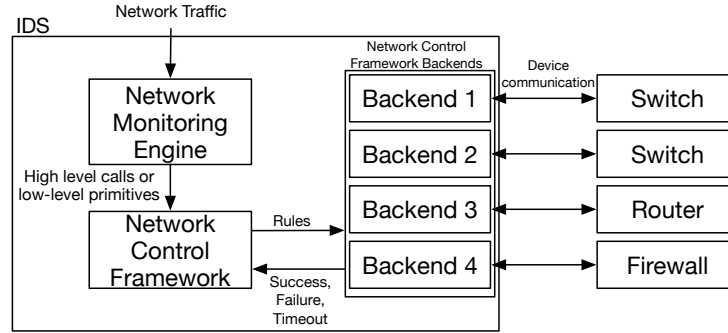 Network Traffic
IDS
Network
Monitoring
Engine
High level calls or
low-level primitives
Network
Control
Framework
Rules
Success,
Failure,
Timeout
Network Control
Framework Backends
Backend 1
Backend 2
Backend 3
Backend 4
Device
communication
Switch
Switch
Router
Firewall